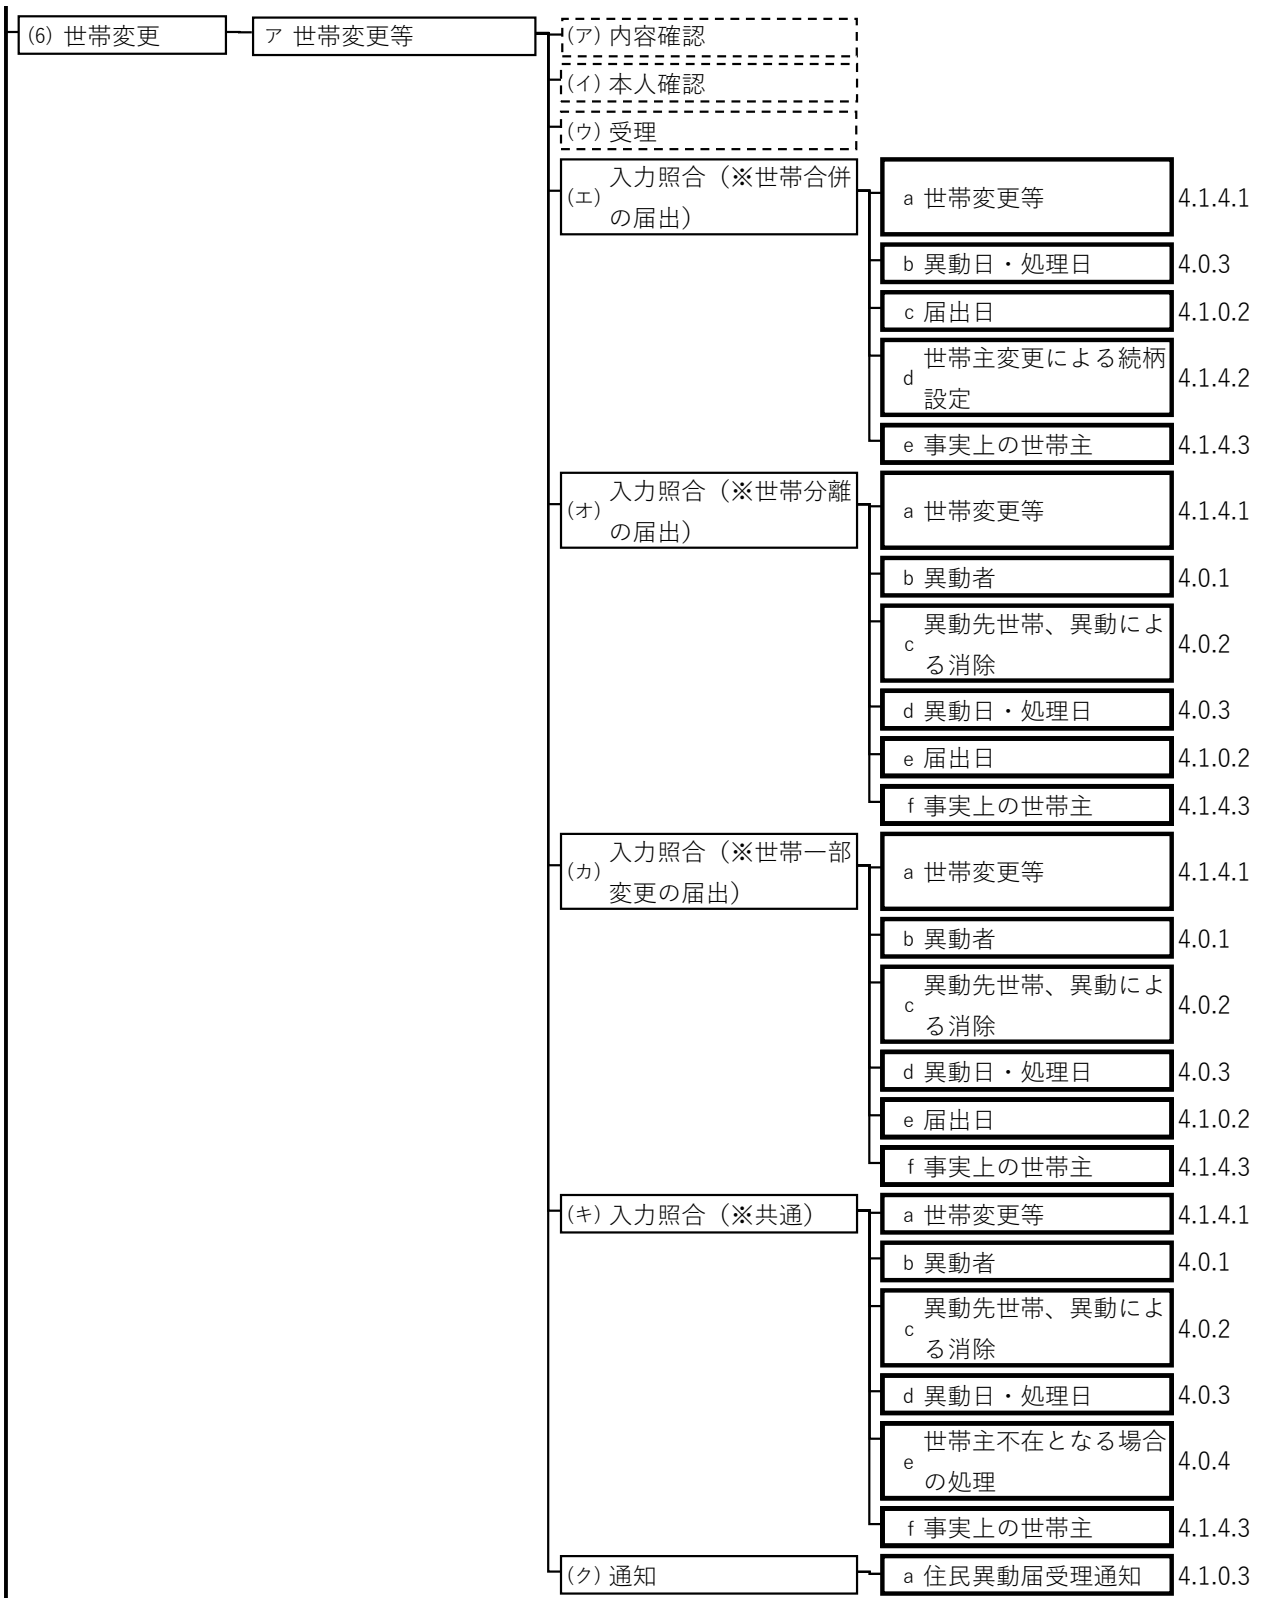 (6) 世帯変更
ア 世帯変更等
(ア) 内容確認
(イ) 本人確認
(ウ) 受理
(エ) 入力照合（※世帯合併
の届出）
a 世帯変更等 4.1.4.1
b 異動日・処理日 4.0.3
c 届出日 4.1.0.2
d 世帯主変更による続柄
設定 4.1.4.2
e 事実上の世帯主 4.1.4.3
(オ) 入力照合（※世帯分離
の届出）
a 世帯変更等 4.1.4.1
b 異動者 4.0.1
c 異動先世帯、異動によ
る消除 4.0.2
d 異動日・処理日 4.0.3
e 届出日 4.1.0.2
f 事実上の世帯主 4.1.4.3
(カ) 入力照合（※世帯一部
変更の届出）
a 世帯変更等 4.1.4.1
b 異動者 4.0.1
c 異動先世帯、異動によ
る消除 4.0.2
d 異動日・処理日 4.0.3
e 届出日 4.1.0.2
f 事実上の世帯主 4.1.4.3
(キ) 入力照合（※共通）
a 世帯変更等 4.1.4.1
b 異動者 4.0.1
c 異動先世帯、異動によ
る消除 4.0.2
d 異動日・処理日 4.0.3
e 世帯主不在となる場合
の処理 4.0.4
f 事実上の世帯主 4.1.4.3
(ク) 通知
a 住民異動届受理通知 4.1.0.3